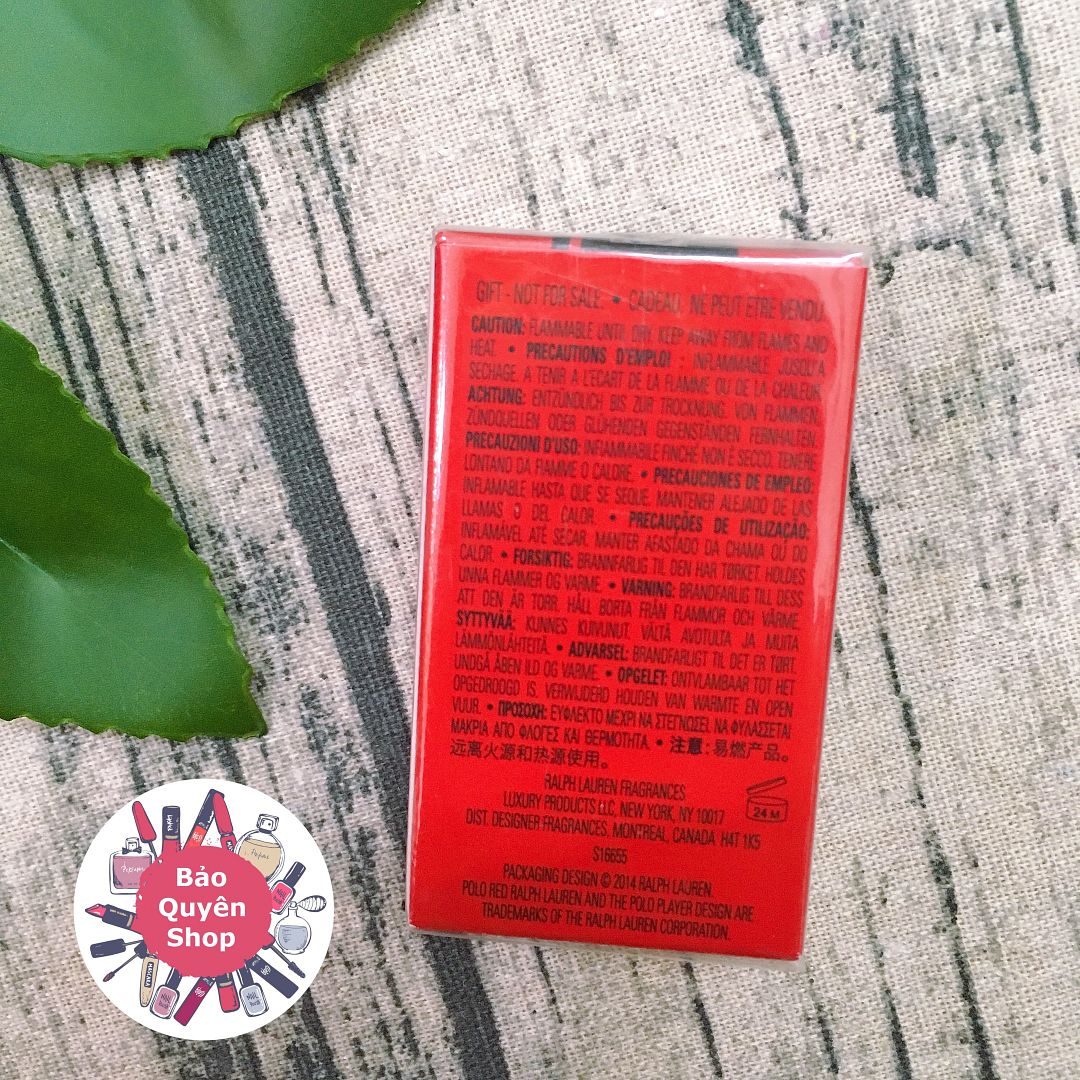 GIFT - NOT FOR SALE. • CADEAU. NE PEUT ETRE VENDU.
CAUTION: FLAMMABLE UNTIL DRY. KEEP AWAY FROM FLAMES AND
HEAT. • PRECAUTIONS D'EMPLOI : INFLAMMABLE JUSQU'A
SECHAGE. A TENIR A L'ECART DE LA FLAMME OU DE LA CHALEUR.
ACHTUNG: ENTZÜNDLICH BIS ZUR TROCKNUNG. VON FLAMMEN,
ZÜNDQUELLEN ODER GLÜHENDEN GEGENSTÄNDEN FERNHALTEN.
PRECAUZIONI D'USO: INFIAMMABILE FINCHÉ NON È SECCO. TENERE
LONTANO DA FIAMME O CALORE. • PRECAUCIONES DE EMPLEO:
INFLAMABLE HASTA QUE SE SEQUE. MANTENER ALEJADO DE LAS
LLAMAS O DEL CALOR. • PRECAUÇÕES DE UTILIZAÇÃO:
INFLAMÁVEL ATÉ SECAR. MANTER AFASTADO DA CHAMA OU DO
CALOR. • FORSIKTIG: BRANNFARLIG TIL DEN HAR TØRKET. HOLDES
UNNA FLAMMER OG VARME. • VARNING: BRANDFARLIG TILL DESS
ATT DEN ÄR TORR. HÅLL BORTA FRÅN FLAMMOR OCH VÄRME
SYTTYVÄÄ: KUNNES KUIVUNUT. VÄLTÄ AVOTULTA JA MUITA
LÄMMÖNLÄHTEITÄ. • ADVARSEL: BRANDFARLIGT TIL DET ER TØRT.
UNDGÅ ÅBEN ILD OG VARME. • OPGELET: ONTVLAMBAAR TOT HET
OPGEDROOGD IS. VERWIJDERD HOUDEN VAN WARMTE EN OPEN
VUUR. • ΠΡΟΣΟΧΗ: ΕΥΦΛΕΚΤΟ ΜΕΧΡΙ ΝΑ ΣΤΕΓΝΩΣΕΙ. ΝΑ ΦΥΛΑΣΣΕΤΑΙ
ΜΑΚΡΙΑ ΑΠΟ ΦΛΟΓΕΣ ΚΑΙ ΘΕΡΜΟΤΗΤΑ. • 注意: 易燃产品。
远离火源和热源使用。
RALPH LAUREN FRAGRANCES
LUXURY PRODUCTS LLC, NEW YORK, NY 10017
DIST. DESIGNER FRAGRANCES, MONTREAL, CANADA H4T 1K5
24 M
S16655
PACKAGING DESIGN © 2014 RALPH LAUREN.
POLO RED RALPH LAUREN AND THE POLO PLAYER DESIGN ARE
TRADEMARKS OF THE RALPH LAUREN CORPORATION.
Bảo
Quyên
Shop